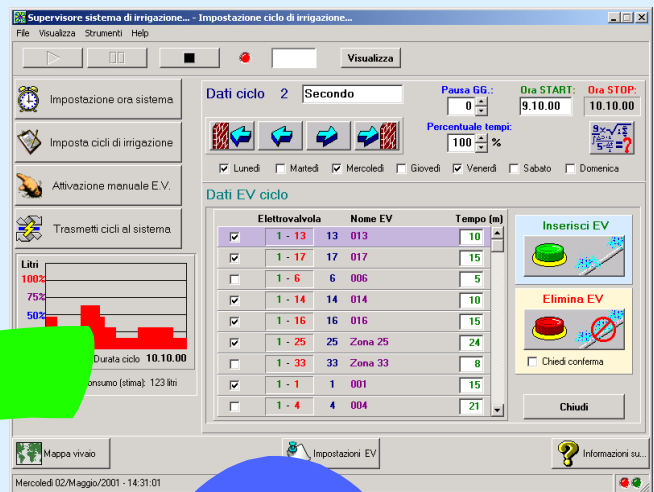 Supervisore sistema di irrigazione... - Impostazione ciclo di irrigazione...
File Visualizza Strumenti Help
Visualizza
Impostazione ora sistema
Imposta cicli di irrigazione
Attivazione manuale E.V.
Trasmetti cicli al sistema
Dati ciclo 2 Secondo
Pausa GG.: Ora START: Ora STOP:
0 9.10.00 10.10.00
Percentuale tempi:
100 %
Lunedì Martedì Mercoledì Giovedì Venerdì Sabato Domenica
Dati EV ciclo
Elettrovalvola Nome EV Tempo (m)
1 - 13 13 013 10
1 - 17 17 017 15
1 - 6 6 006 5
1 - 14 14 014 10
1 - 16 16 016 15
1 - 25 25 Zona 25 24
1 - 33 33 Zona 33 8
1 - 1 1 001 15
1 - 4 4 004 21
Inserisci EV
Elimina EV
Chiedi conferma
Chiudi
Litri
100%
75%
50%
Durata ciclo 10.10.00
(stima): 123 litri
Mappa vivaio
Impostazioni EV
Informazioni su...
Mercoledì 02/Maggio/2001 - 14:31:01